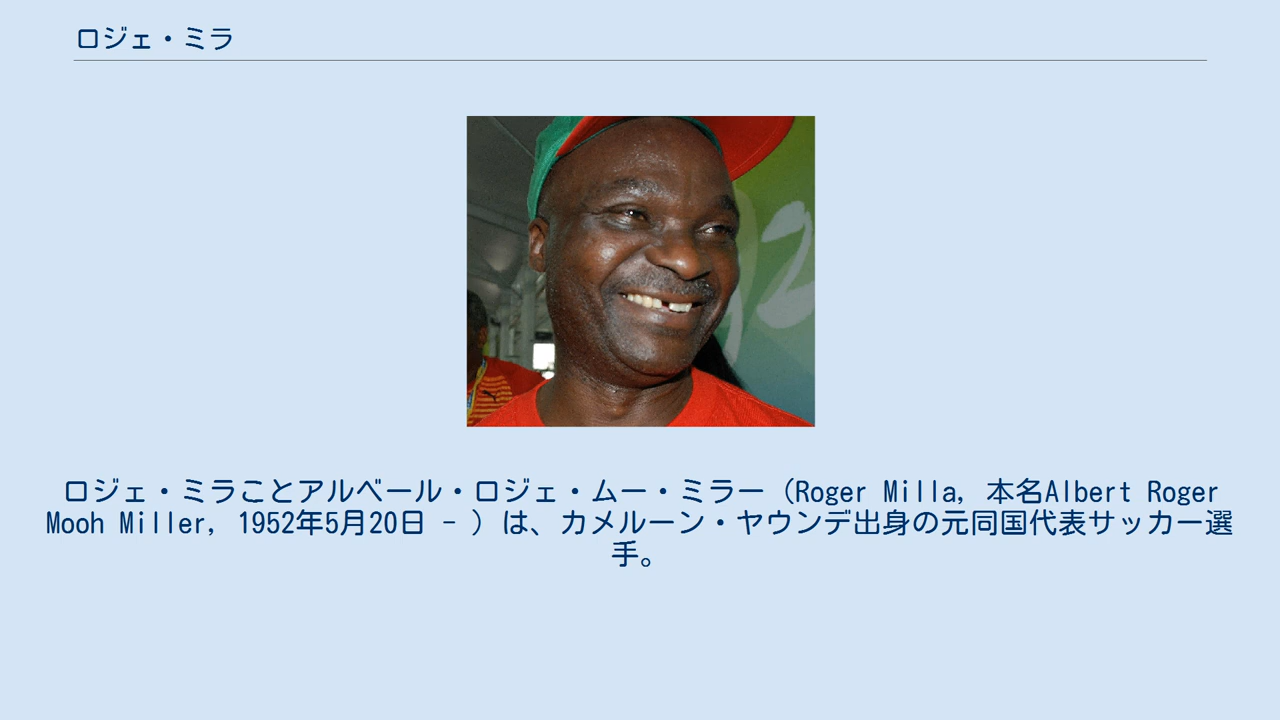 ロジェ・ミラ
ロジェ・ミラことアルベール・ロジェ・ムー・ミラー（Roger Milla, 本名Albert Roger
Mooh Miller, 1952年5月20日 - ）は、カメルーン・ヤウンデ出身の元同国代表サッカー選
手。